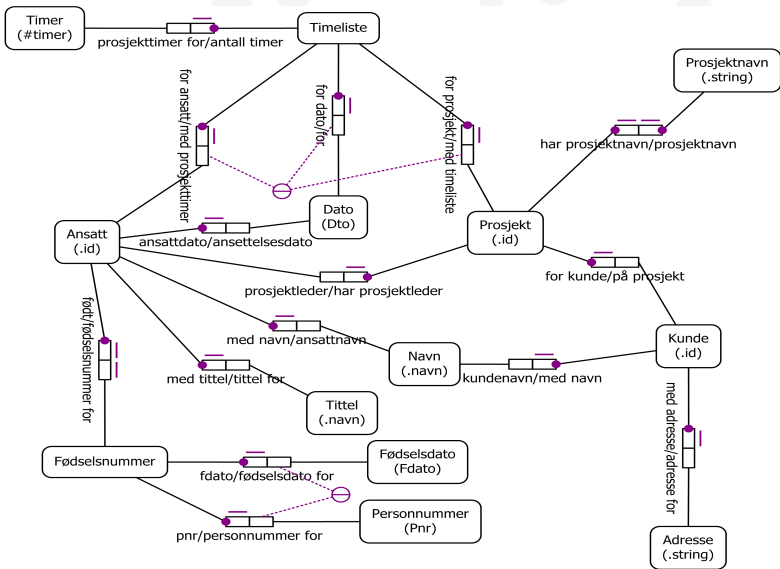 Timer
(#timer)
Timeliste
prosjekttimer for/antall timer
Prosjektnavn
(.string)
for ansatt/med prosjekttimer
for dato/for
for prosjekt/med timeliste
har prosjektnavn/prosjektnavn
Ansatt
(.id)
Dato
(Dto)
Prosjekt
(.id)
ansattdato/ansettelsesdato
for kunde/på prosjekt
prosjektleder/har prosjektleder
født/fødselsnummer for
med navn/ansattnavn
Kunde
(.id)
Navn
(.navn)
med tittel/tittel for
kundenavn/med navn
Tittel
(.navn)
med adresse/adresse for
Fødselsnummer
Fødselsdato
(Fdato)
fdato/fødselsdato for
Personnummer
(Pnr)
pnr/personnummer for
Adresse
(.string)